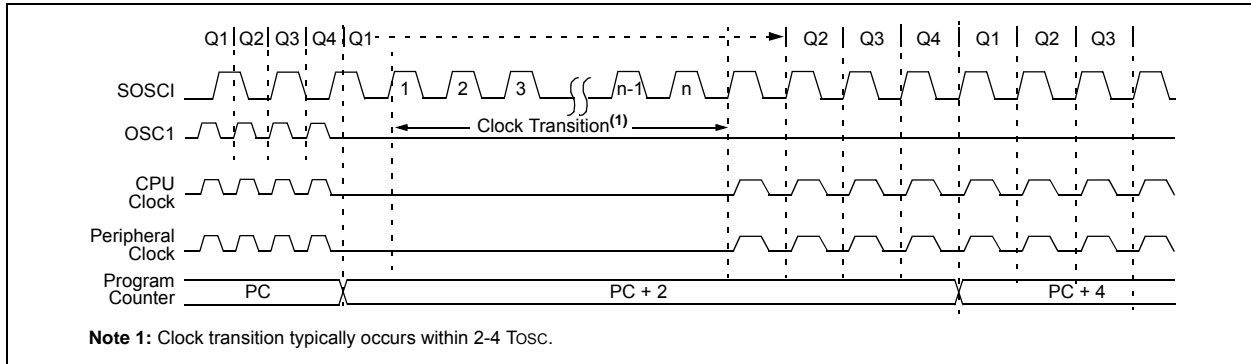 Q1 Q2 Q3 Q4 Q1 Q2 Q3 Q4 Q1 Q2 Q3
SOSCI 1 2 3 n-1 n
Clock Transition(1)
OSC1
CPU
Clock
Peripheral
Clock
Program
Counter
PC PC + 2 PC + 4
Note 1: Clock transition typically occurs within 2-4 TOSC.